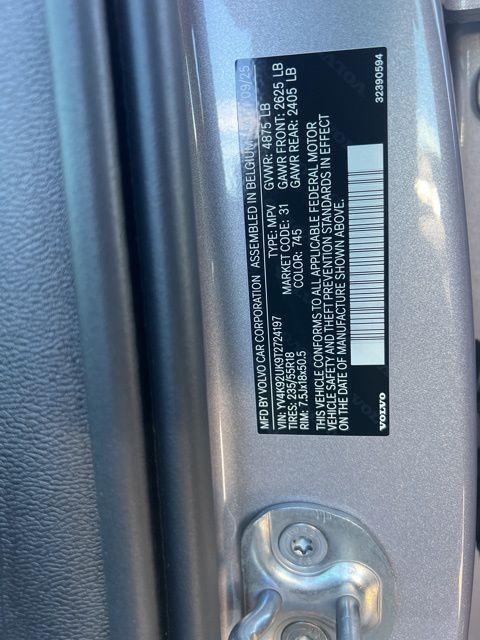 MFD BY VOLVO CAR CORPORATION ASSEMBLED IN BELGIUM 09/25
VIN: YV4K92UK9T2724197 TYPE: MPV GVWR: 4875 LB
TIRES: 235/55R18 MARKET CODE: 31 GAWR FRONT: 2625 LB
RIM: 7.5Jx18x50.5 COLOR: 745 GAWR REAR: 2405 LB
THIS VEHICLE CONFORMS TO ALL APPLICABLE FEDERAL MOTOR
VEHICLE SAFETY AND THEFT PREVENTION STANDARDS IN EFFECT
ON THE DATE OF MANUFACTURE SHOWN ABOVE.
VOLVO 32390594